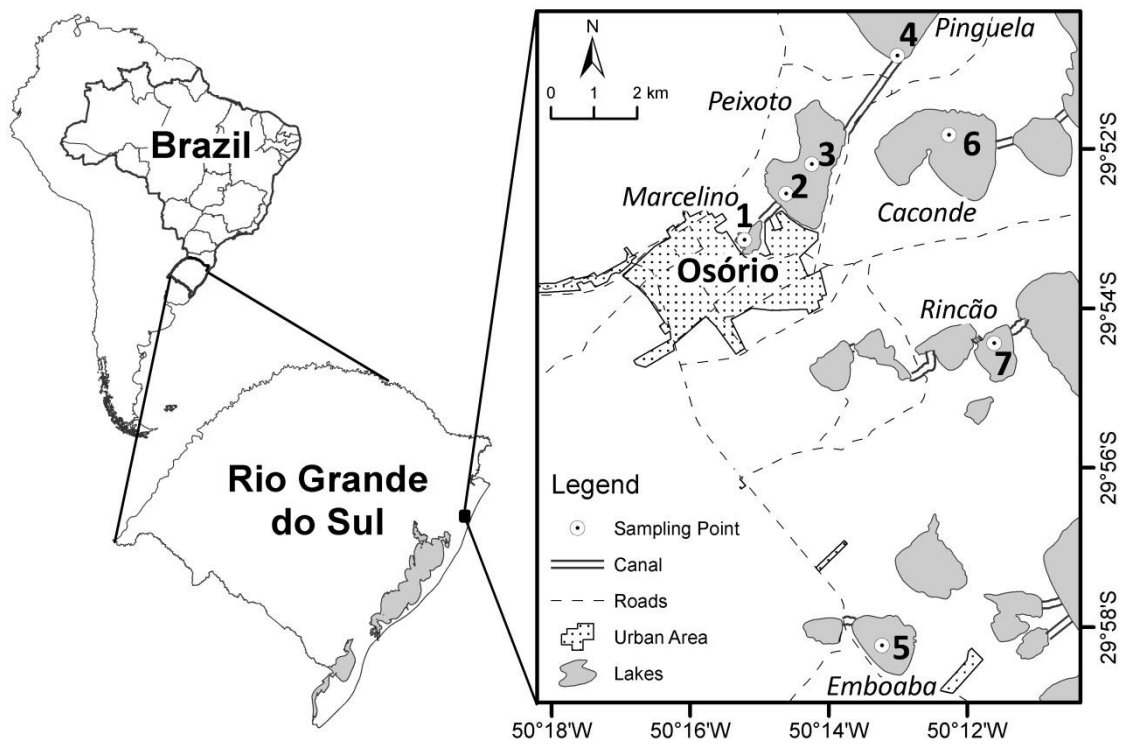 Brazil
Rio Grande
do Sul
N
0 1 2 km
4
Pinguela
Peixoto
3
2
6
Caconde
Marcelino
1
Osório
Rincão
7
5
Emboaba
Legend
Sampling Point
Canal
Roads
Urban Area
Lakes
29°52'S
29°54'S
29°56'S
29°58'S
50°18'W
50°16'W
50°14'W
50°12'W